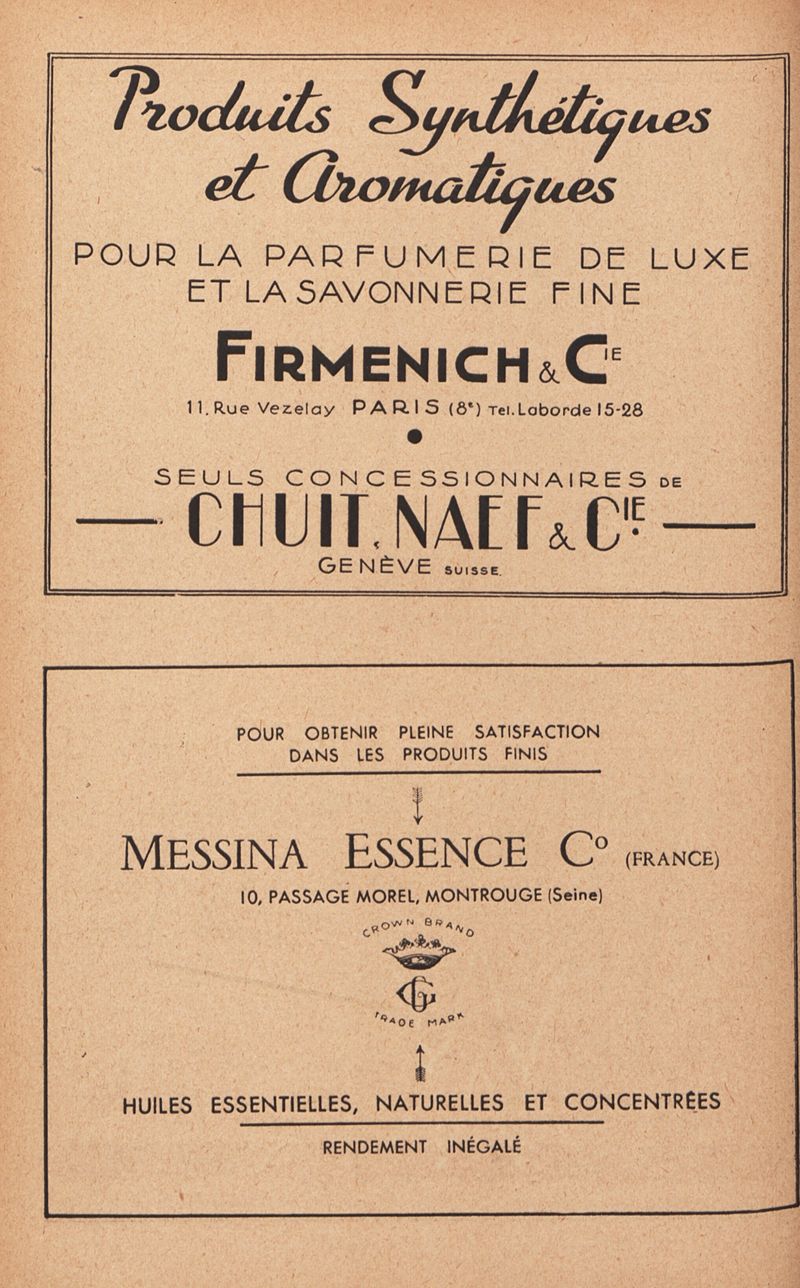 Produits Synthétiques
et Aromatiques
POUR LA PARFUMERIE DE LUXE
ET LA SAVONNERIE FINE
FIRMENICH & CIE
11, Rue Vezelay PARIS (8e) Tel. Laborde 15-28
SEULS CONCESSIONNAIRES DE
CHUIT, NAEF & CIE
GENÈVE SUISSE.
POUR OBTENIR PLEINE SATISFACTION
DANS LES PRODUITS FINIS
MESSINA ESSENCE Co (FRANCE)
10, PASSAGE MOREL, MONTROUGE (Seine)
CROWN BRAND
CG
TRADE MARK
HUILES ESSENTIELLES, NATURELLES ET CONCENTRÉES
RENDEMENT INÉGALÉ